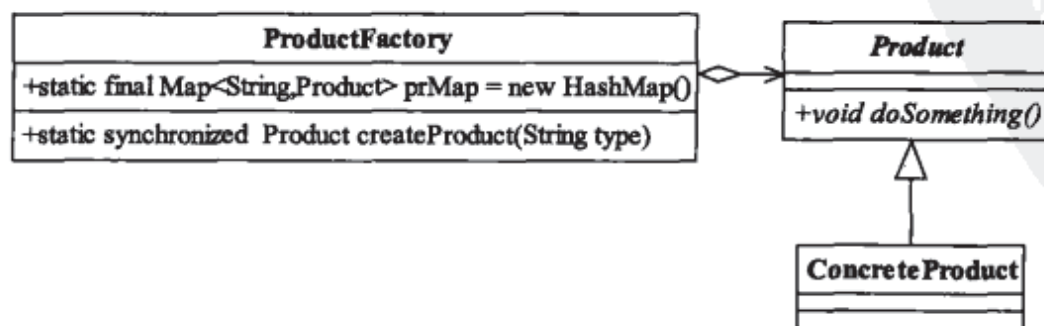 ProductFactory
+static final Map<String,Product> prMap = new HashMap()
+static synchronized Product createProduct(String type)
Product
+void doSomething()
ConcreteProduct